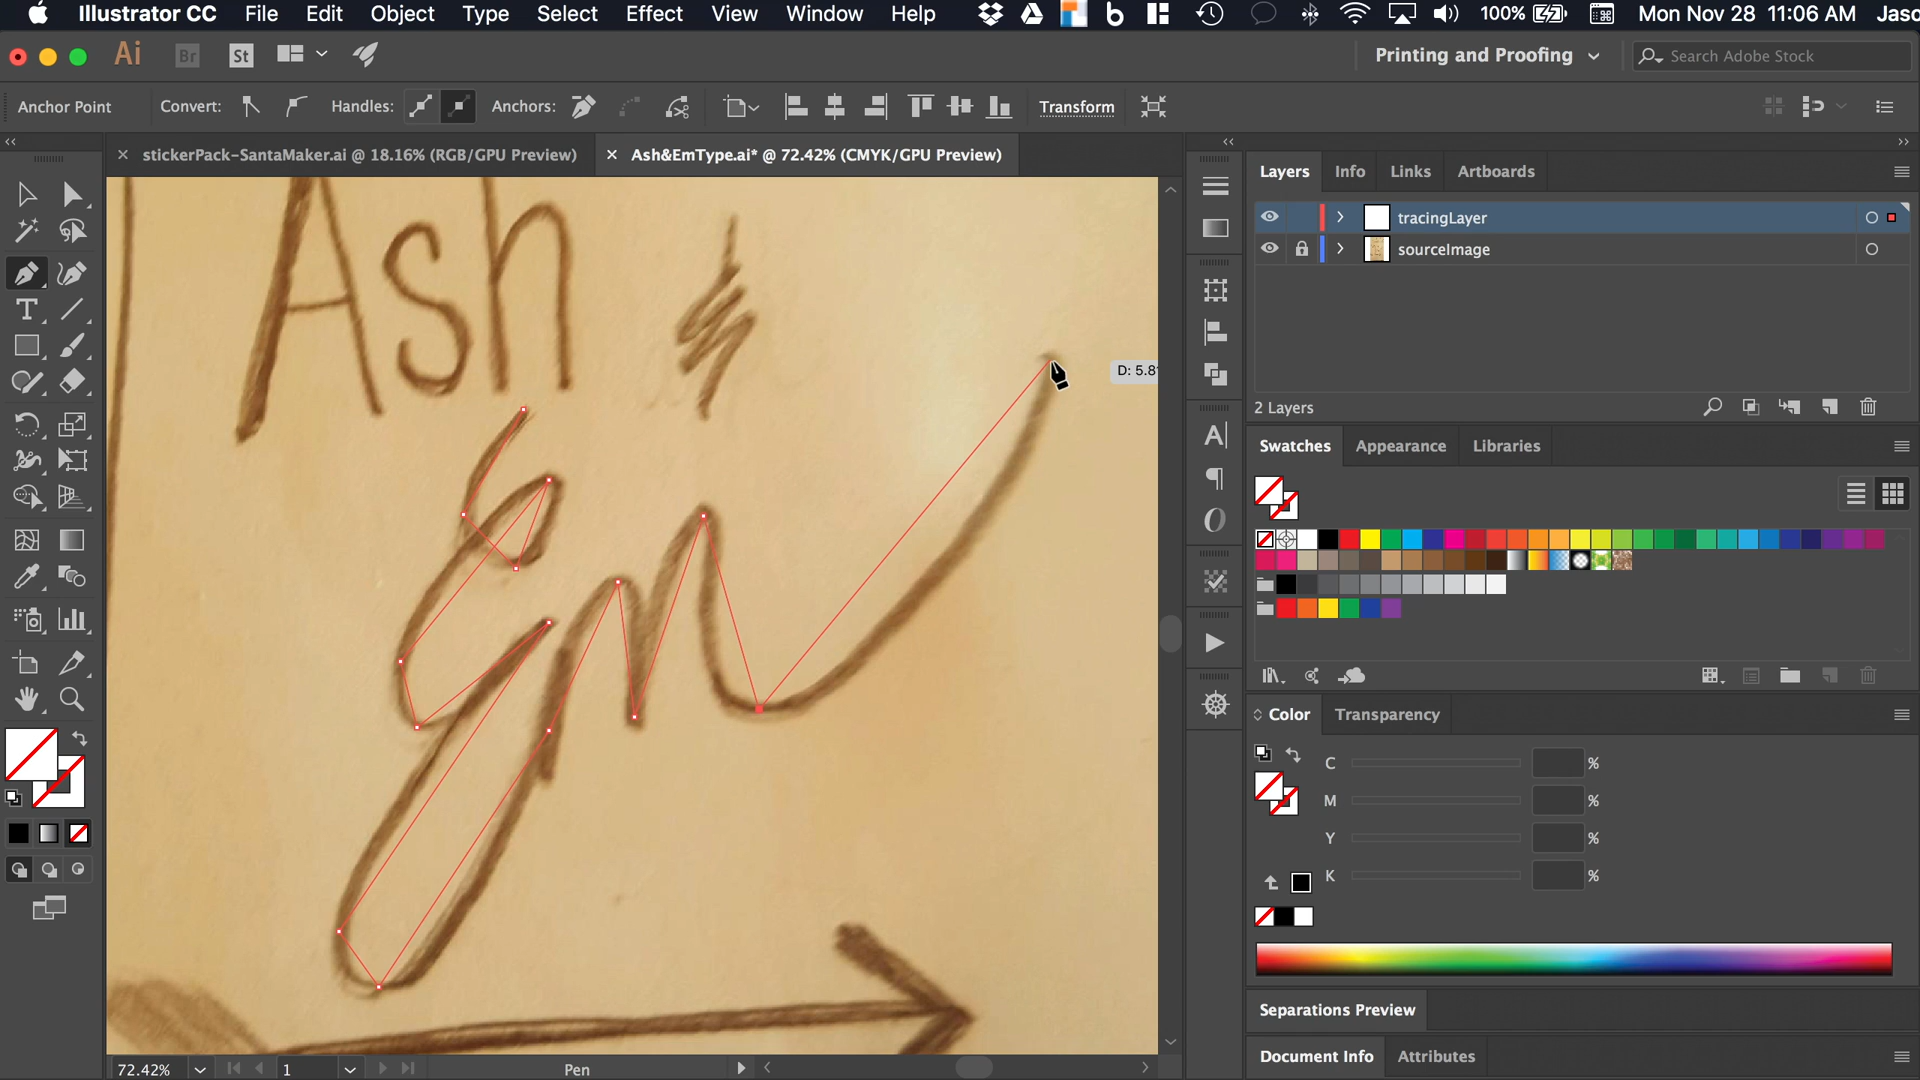 Illustrator CC File Edit Object Type Select Effect View Window Help 100% Mon Nov 28 11:06 AM Jaso
Ai Br St Printing and Proofing Search Adobe Stock
Anchor Point Convert: Handles: Anchors: Transform
stickerPack-SantaMaker.ai @ 18.16% (RGB/GPU Preview) Ash&EmType.ai* @ 72.42% (CMYK/GPU Preview)
Layers Info Links Artboards
tracingLayer
sourceImage
2 Layers
Ash
Em
D: 5.8
Swatches Appearance Libraries
Color Transparency
C %
M %
Y %
K %
Separations Preview
Document Info Attributes
72.42% 1 Pen